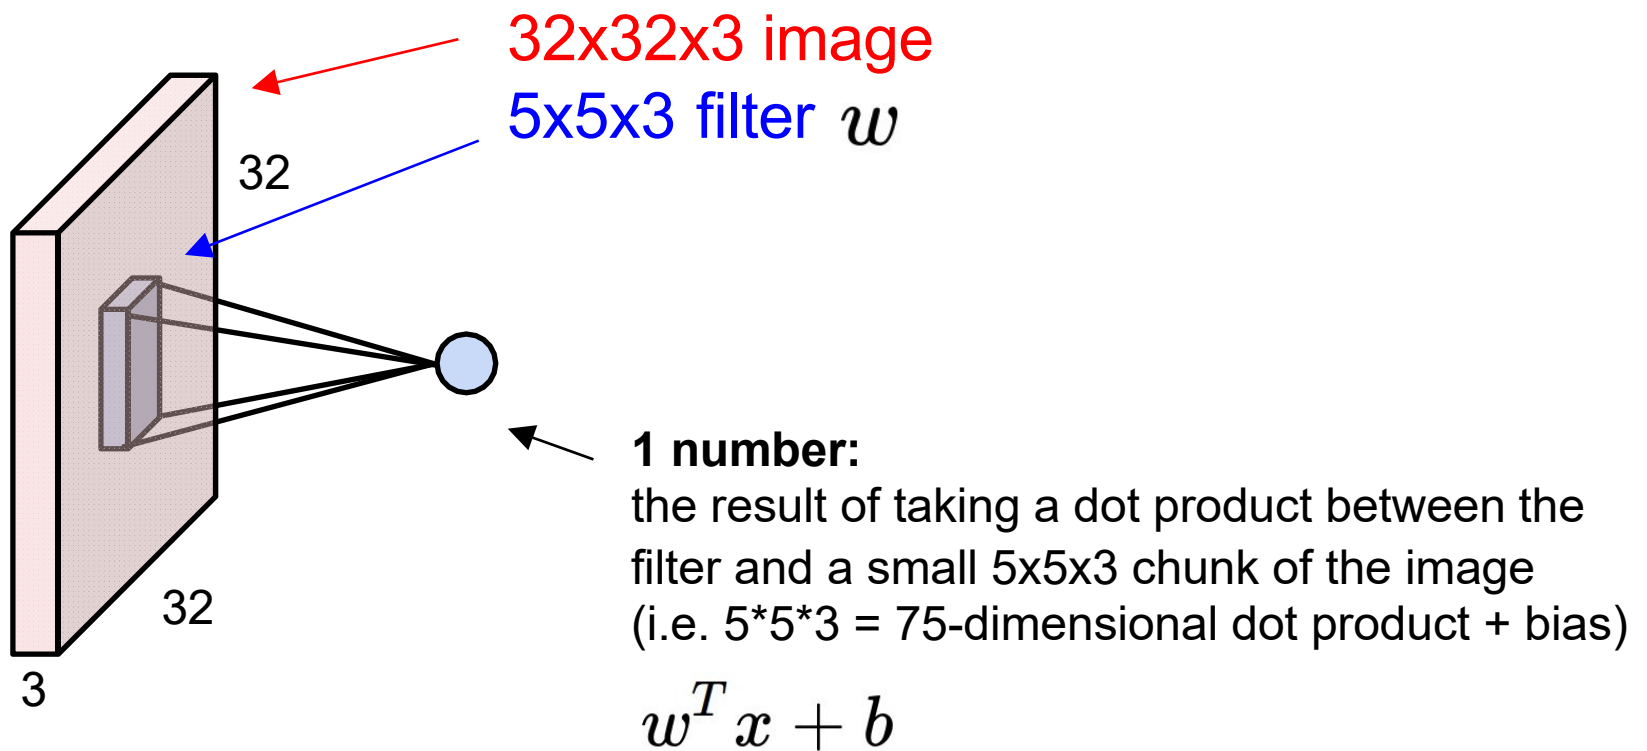 32x32x3 image
5x5x3 filter w
32
32
3
1 number:
the result of taking a dot product between the
filter and a small 5x5x3 chunk of the image
(i.e. 5*5*3 = 75-dimensional dot product + bias)
w^T x + b